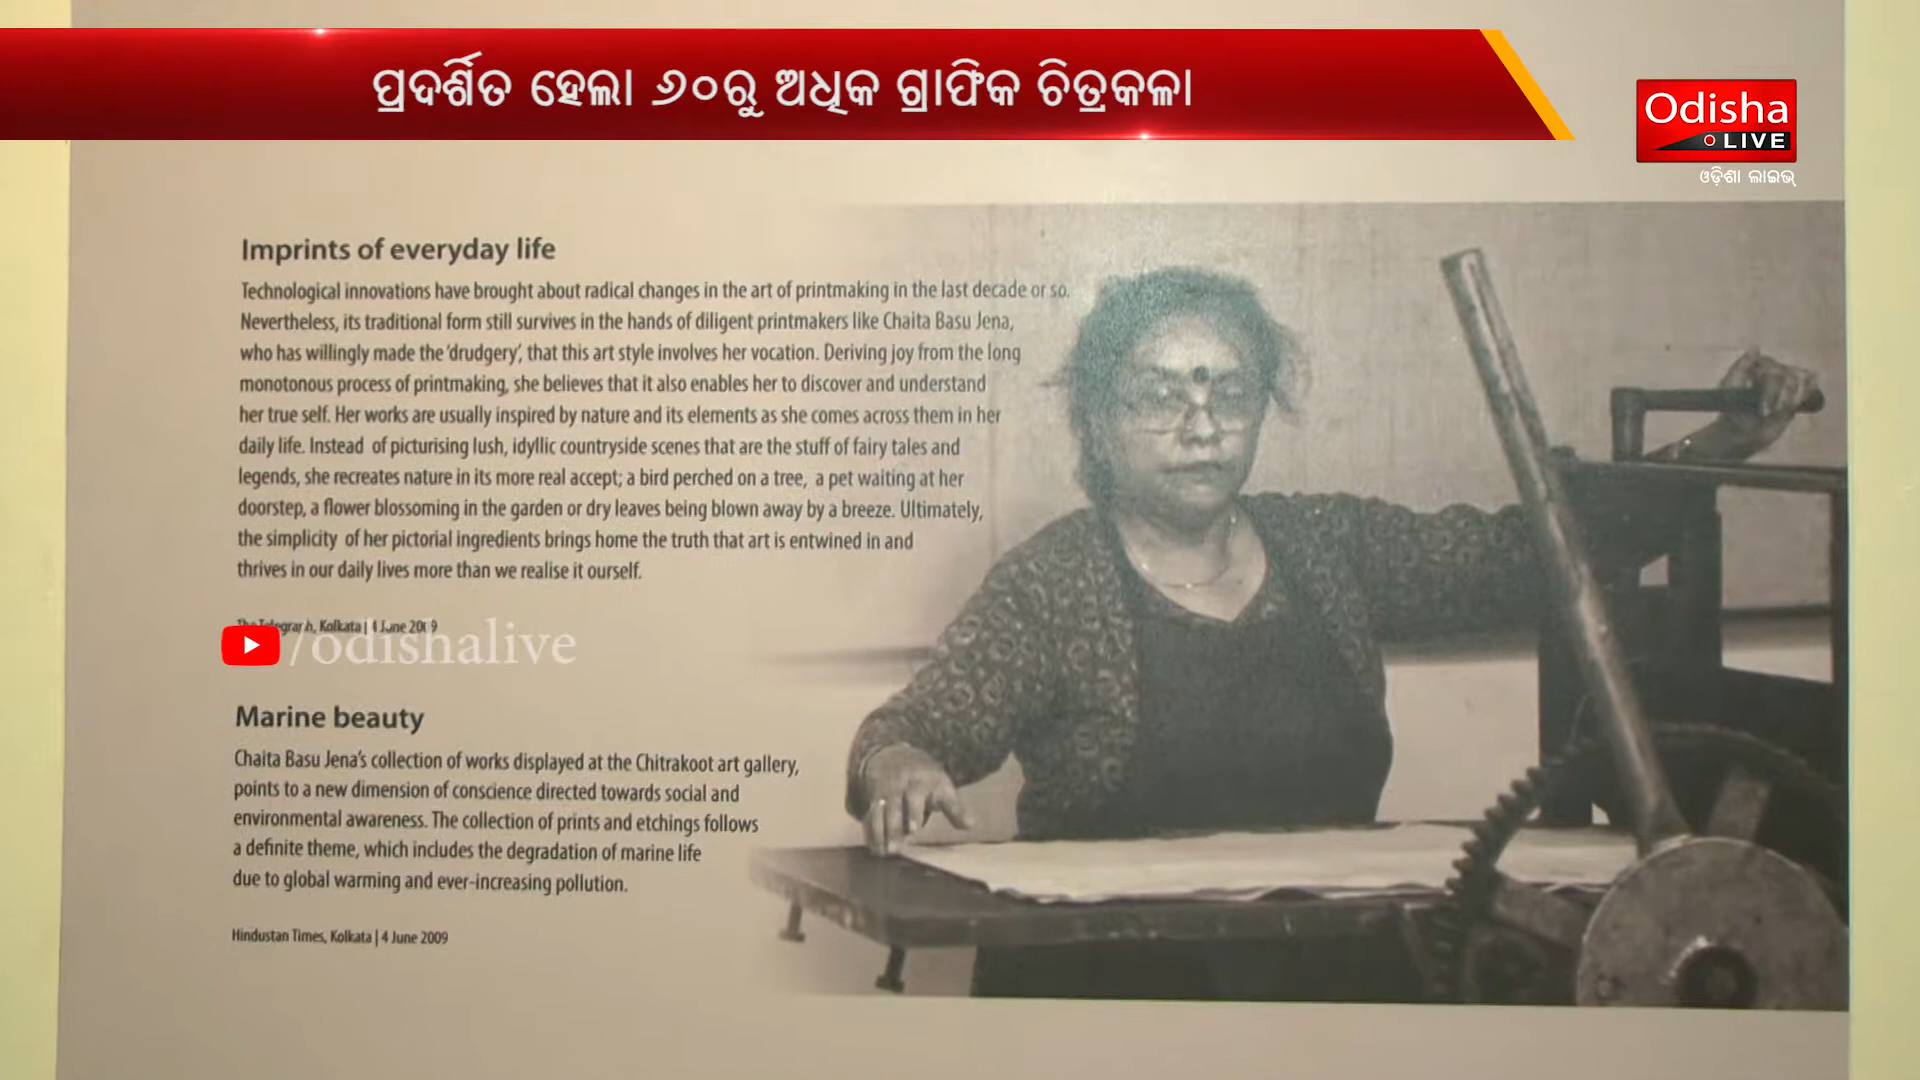 ପ୍ରଦର୍ଶିତ ହେଲା ୬୦ରୁ ଅଧିକ ଗ୍ରାଫିକ ଚିତ୍ରକଳା
Odisha
LIVE
ଓଡ଼ିଶା ଲାଇଭ୍
Imprints of everyday life
Technological innovations have brought about radical changes in the art of printmaking in the last decade or so.
Nevertheless, its traditional form still survives in the hands of diligent printmakers like Chaita Basu Jena,
who has willingly made the 'drudgery', that this art style involves her vocation. Deriving joy from the long
monotonous process of printmaking, she believes that it also enables her to discover and understand
her true self. Her works are usually inspired by nature and its elements as she comes across them in her
daily life. Instead of picturising lush, idyllic countryside scenes that are the stuff of fairy tales and
legends, she recreates nature in its more real accept; a bird perched on a tree, a pet waiting at her
doorstep, a flower blossoming in the garden or dry leaves being blown away by a breeze. Ultimately,
the simplicity of her pictorial ingredients brings home the truth that art is entwined in and
thrives in our daily lives more than we realise it ourself.
The Telegraph, Kolkata | 4 June 2009
/odishalive
Marine beauty
Chaita Basu Jena's collection of works displayed at the Chitrakoot art gallery,
points to a new dimension of conscience directed towards social and
environmental awareness. The collection of prints and etchings follows
a definite theme, which includes the degradation of marine life
due to global warming and ever-increasing pollution.
Hindustan Times, Kolkata | 4 June 2009